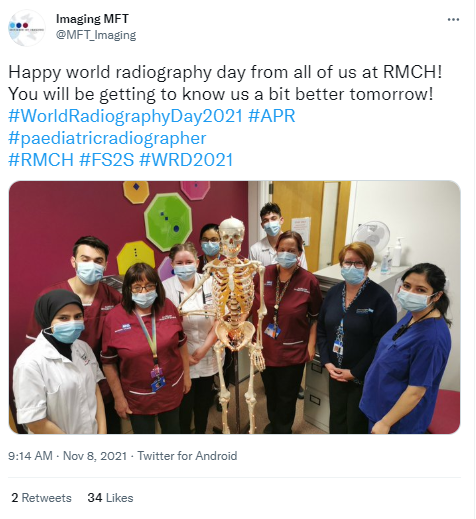 Imaging MFT
@MFT_Imaging
Happy world radiography day from all of us at RMCH!
You will be getting to know us a bit better tomorrow!
#WorldRadiographyDay2021 #APR
#paediatricradiographer
#RMCH #FS2S #WRD2021
9:14 AM · Nov 8, 2021 · Twitter for Android
2 Retweets 34 Likes